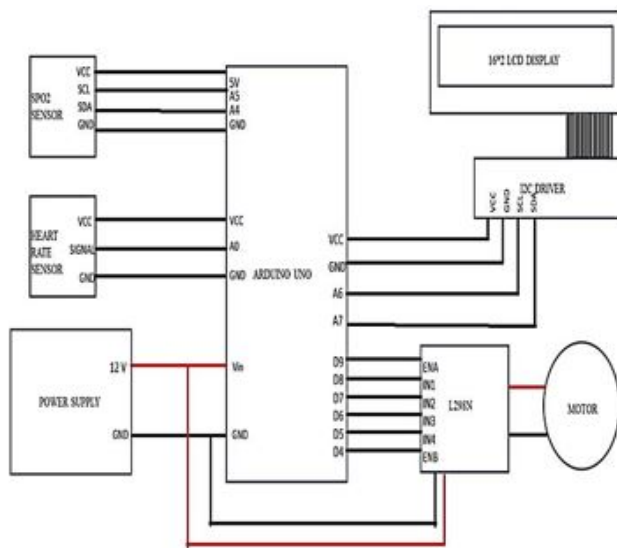 16*2 LCD DISPLAY
SPO2
SENSOR
VCC
SCL
SDA
GND
5V
A5
A4
GND
I2C DRIVER
VCC
GND
SCL
SDA
HEART
RATE
SENSOR
VCC
SIGNAL
GND
VCC
A0
GND
ARDUINO UNO
VCC
GND
A6
A7
POWER SUPPLY
12 V
GND
Vin
GND
D9
D8
D7
D6
D5
D4
ENA
IN1
IN2
IN3
IN4
ENB
L298N
MOTOR